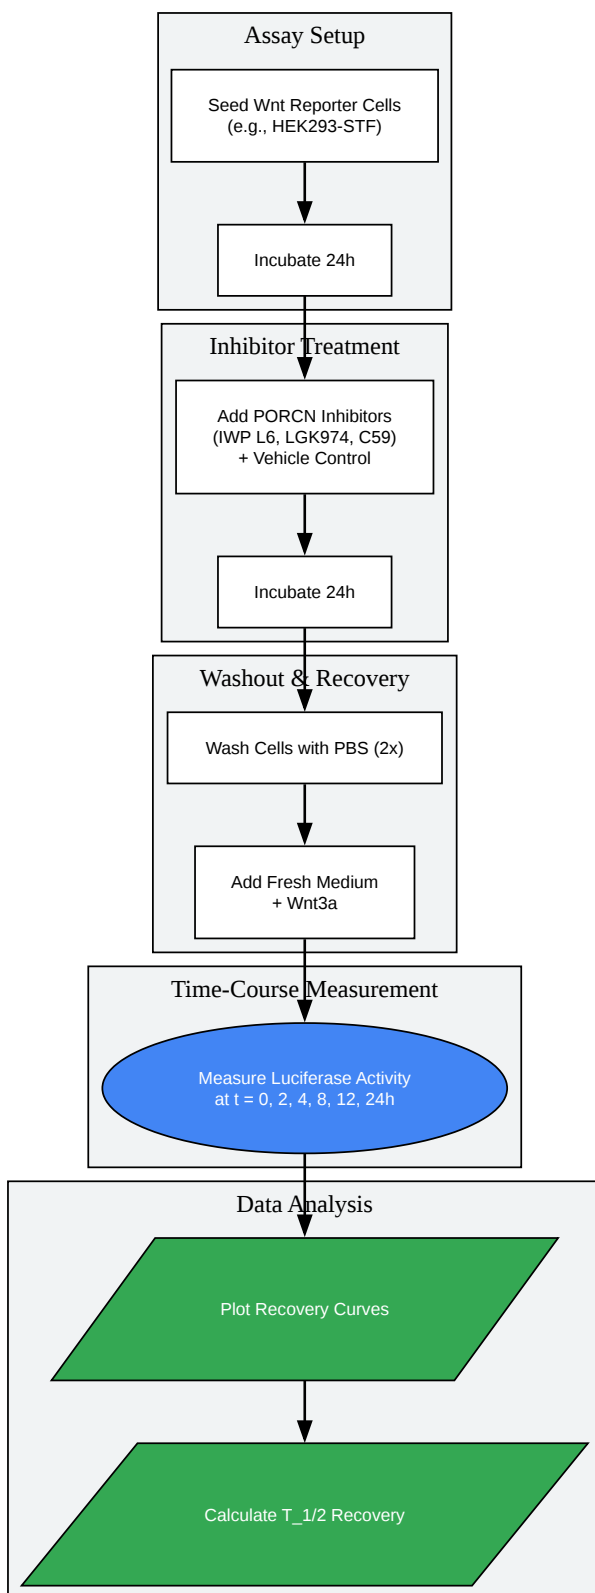 Assay Setup
Seed Wnt Reporter Cells
(e.g., HEK293-STF)
Incubate 24h
Inhibitor Treatment
Add PORCN Inhibitors
(IWP L6, LGK974, C59)
+ Vehicle Control
Incubate 24h
Washout & Recovery
Wash Cells with PBS (2x)
Add Fresh Medium
+ Wnt3a
Time-Course Measurement
Measure Luciferase Activity
at t = 0, 2, 4, 8, 12, 24h
Data Analysis
Plot Recovery Curves
Calculate T_1/2 Recovery